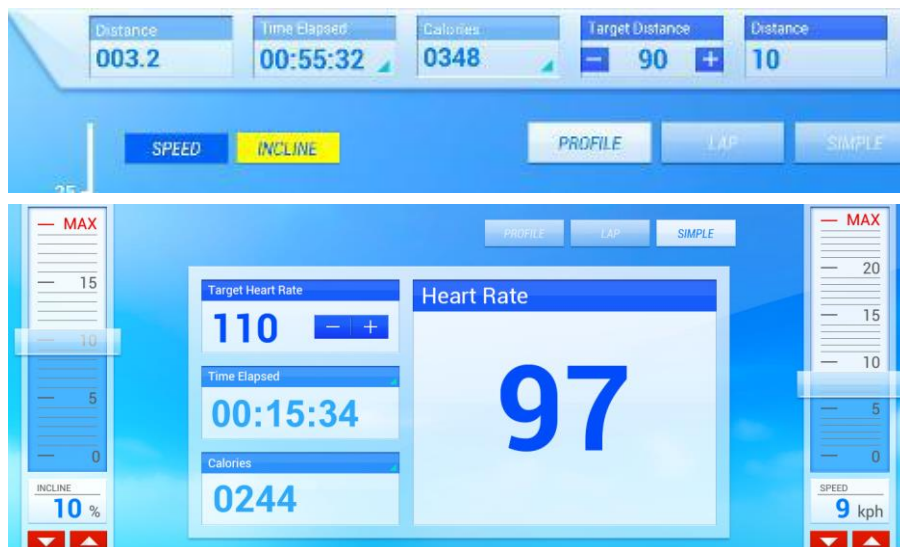 Distance Time Elapsed Calories Target Distance Distance
003.2 00:55:32 0348 − 90 + 10
SPEED INCLINE PROFILE LAP SIMPLE
25
MAX
15
10
5
0
INCLINE
10 %
PROFILE LAP SIMPLE
Target Heart Rate
110 − +
Time Elapsed
00:15:34
Calories
0244
Heart Rate
97
MAX
20
15
10
5
0
SPEED
9 kph